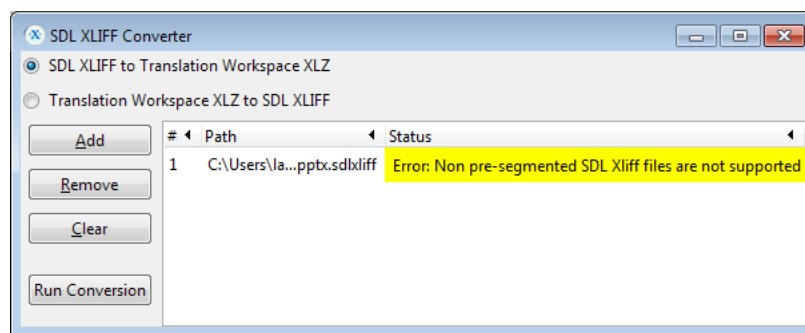 SDL XLIFF Converter
SDL XLIFF to Translation Workspace XLZ
Translation Workspace XLZ to SDL XLIFF
Add
Remove
Clear
Run Conversion
# Path Status
1 C:\Users\la...pptx.sdlxliff Error: Non pre-segmented SDL Xliff files are not supported